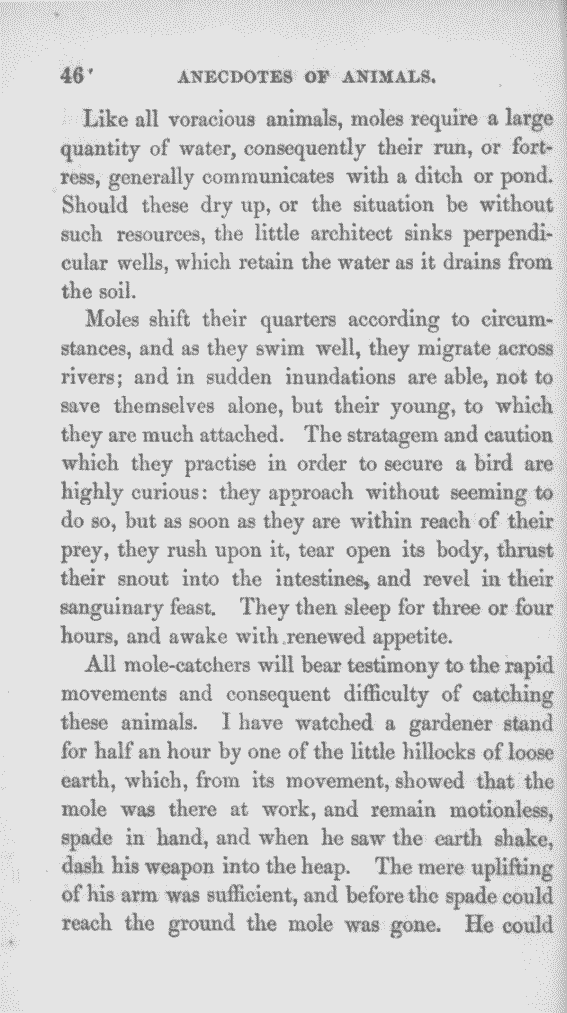 46 ANECDOTES OF ANIMALS.
Like all voracious animals, moles require a large
quantity of water, consequently their run, or fort-
ress, generally communicates with a ditch or pond.
Should these dry up, or the situation be without
such resources, the little architect sinks perpendi-
cular wells, which retain the water as it drains from
the soil.
Moles shift their quarters according to circum-
stances, and as they swim well, they migrate across
rivers; and in sudden inundations are able, not to
save themselves alone, but their young, to which
they are much attached. The stratagem and caution
which they practise in order to secure a bird are
highly curious: they approach without seeming to
do so, but as soon as they are within reach of their
prey, they rush upon it, tear open its body, thrust
their snout into the intestines, and revel in their
sanguinary feast. They then sleep for three or four
hours, and awake with renewed appetite.
All mole-catchers will bear testimony to the rapid
movements and consequent difficulty of catching
these animals. I have watched a gardener stand
for half an hour by one of the little hillocks of loose
earth, which, from its movement, showed that the
mole was there at work, and remain motionless,
spade in hand, and when he saw the earth shake,
dash his weapon into the heap. The mere uplifting
of his arm was sufficient, and before the spade could
reach the ground the mole was gone. He could